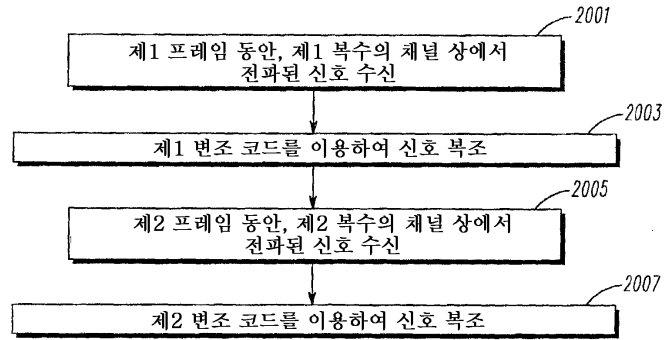 2001
제1 프레임 동안, 제1 복수의 채널 상에서
전파된 신호 수신
2003
제1 변조 코드를 이용하여 신호 복조
2005
제2 프레임 동안, 제2 복수의 채널 상에서
전파된 신호 수신
2007
제2 변조 코드를 이용하여 신호 복조